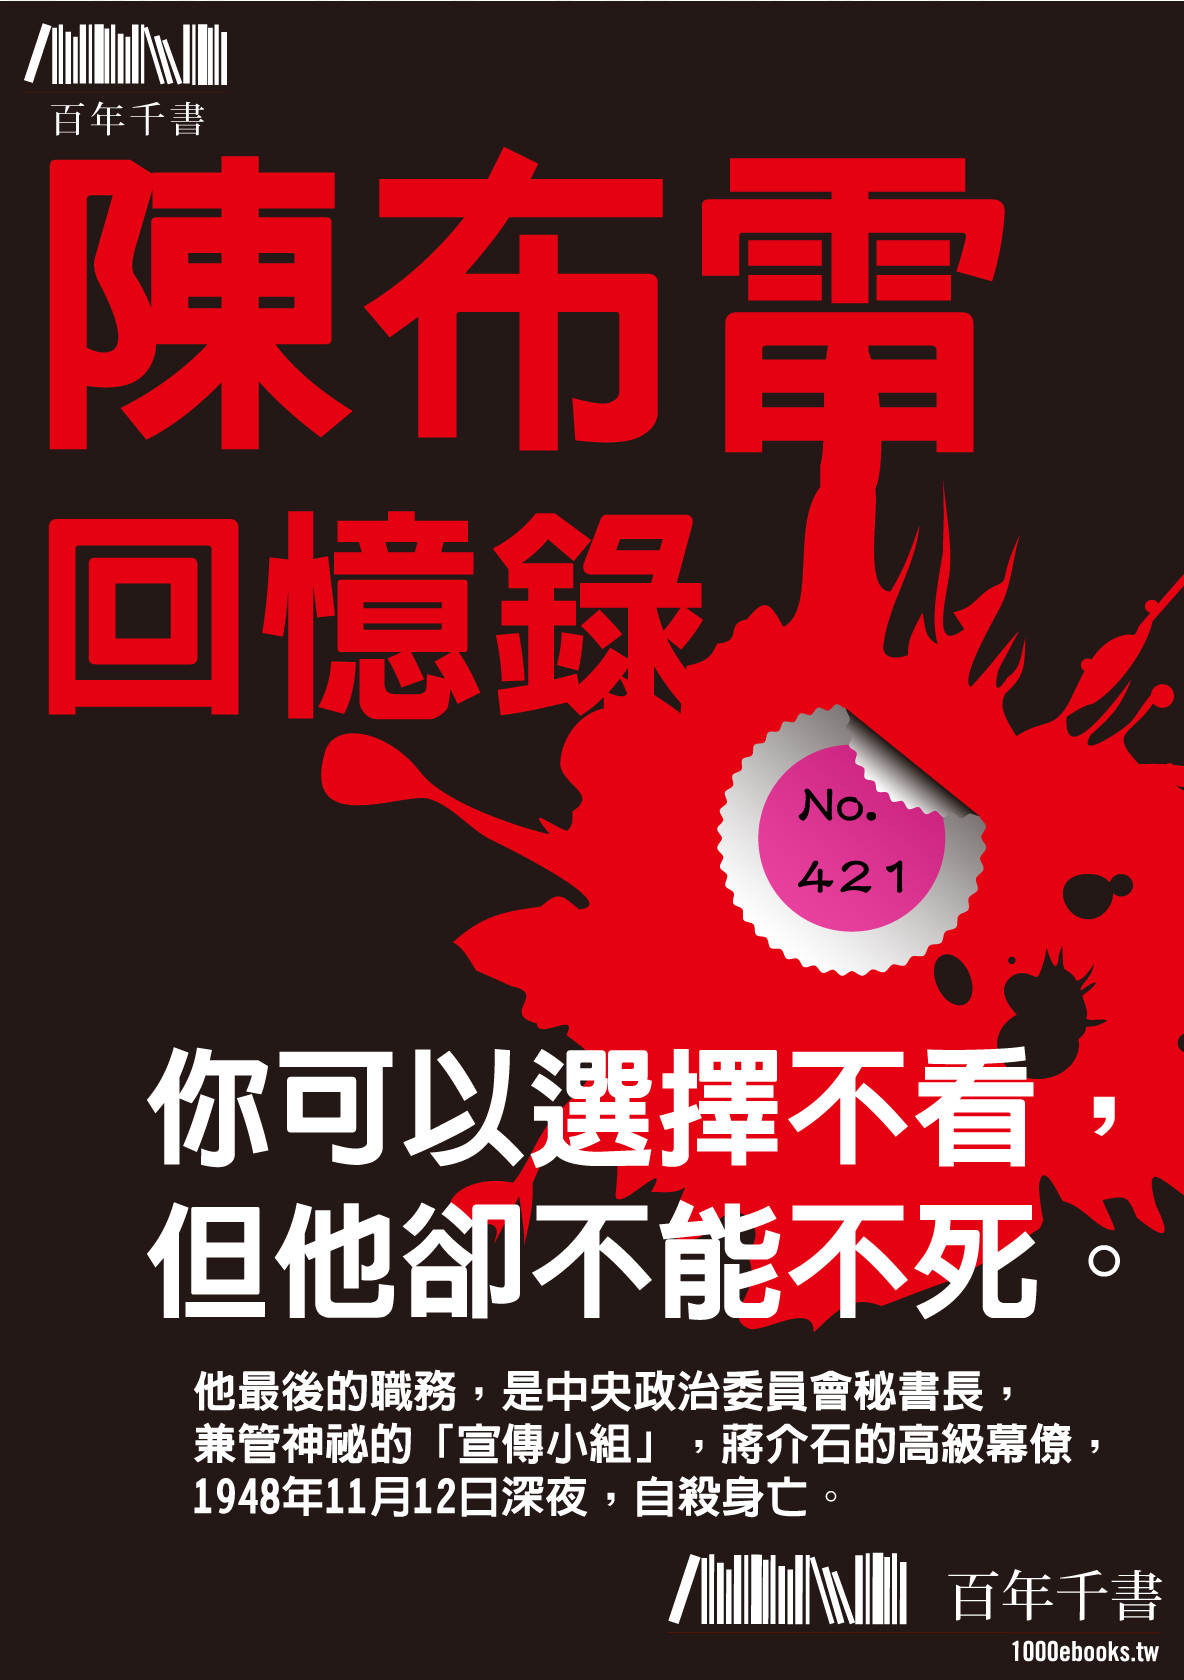 百年千書
陳布雷
回憶錄
No.
421
你可以選擇不看，
但他卻不能不死。
他最後的職務，是中央政治委員會秘書長，
兼管神祕的「宣傳小組」，蔣介石的高級幕僚，
1948年11月12日深夜，自殺身亡。
百年千書
1000ebooks.tw